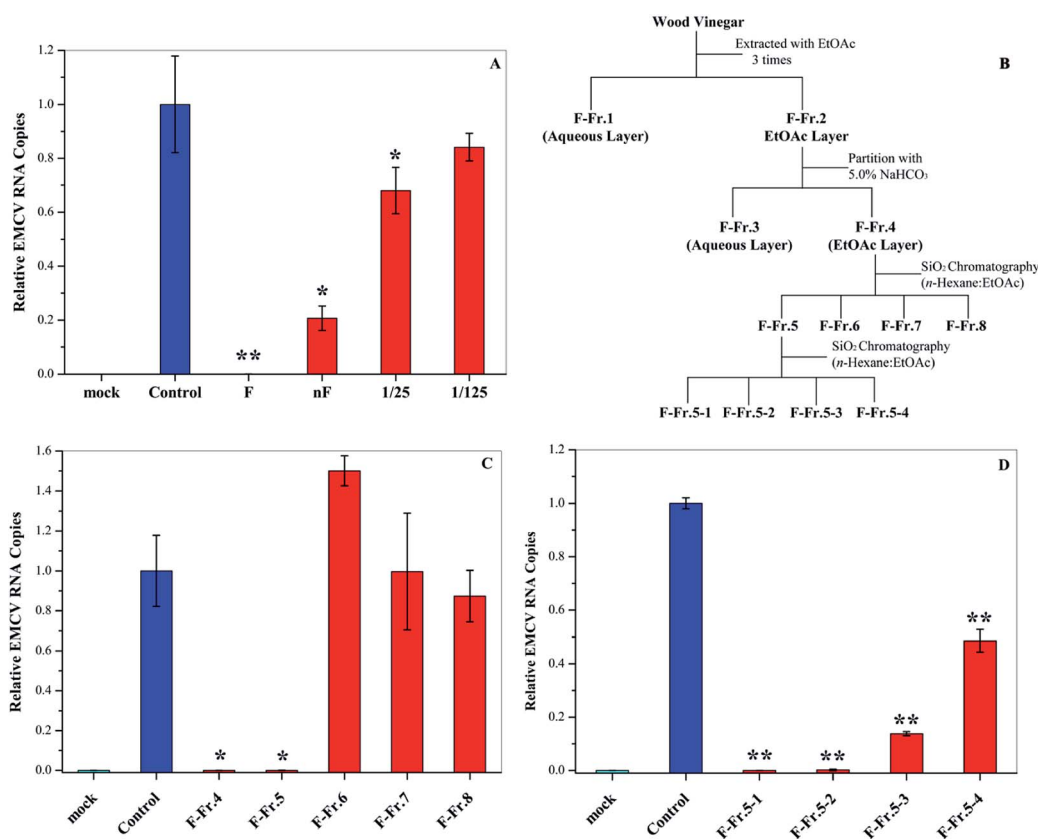 A
Relative EMCV RNA Copies
1.2
1.0
0.8
0.6
0.4
0.2
0.0
*
*
**
mock Control F nF 1/25 1/125
B
Wood Vinegar
Extracted with EtOAc
3 times
F-Fr.1 F-Fr.2
(Aqueous Layer) EtOAc Layer
Partition with
5.0% NaHCO₃
F-Fr.3 F-Fr.4
(Aqueous Layer) (EtOAc Layer)
SiO₂ Chromatography
(n-Hexane:EtOAc)
F-Fr.5 F-Fr.6 F-Fr.7 F-Fr.8
SiO₂ Chromatography
(n-Hexane:EtOAc)
F-Fr.5-1 F-Fr.5-2 F-Fr.5-3 F-Fr.5-4
C
Relative EMCV RNA Copies
1.6
1.4
1.2
1.0
0.8
0.6
0.4
0.2
0.0
* *
mock Control F-Fr.4 F-Fr.5 F-Fr.6 F-Fr.7 F-Fr.8
D
Relative EMCV RNA Copies
1.2
1.0
0.8
0.6
0.4
0.2
0.0
** ** ** **
mock Control F-Fr.5-1 F-Fr.5-2 F-Fr.5-3 F-Fr.5-4